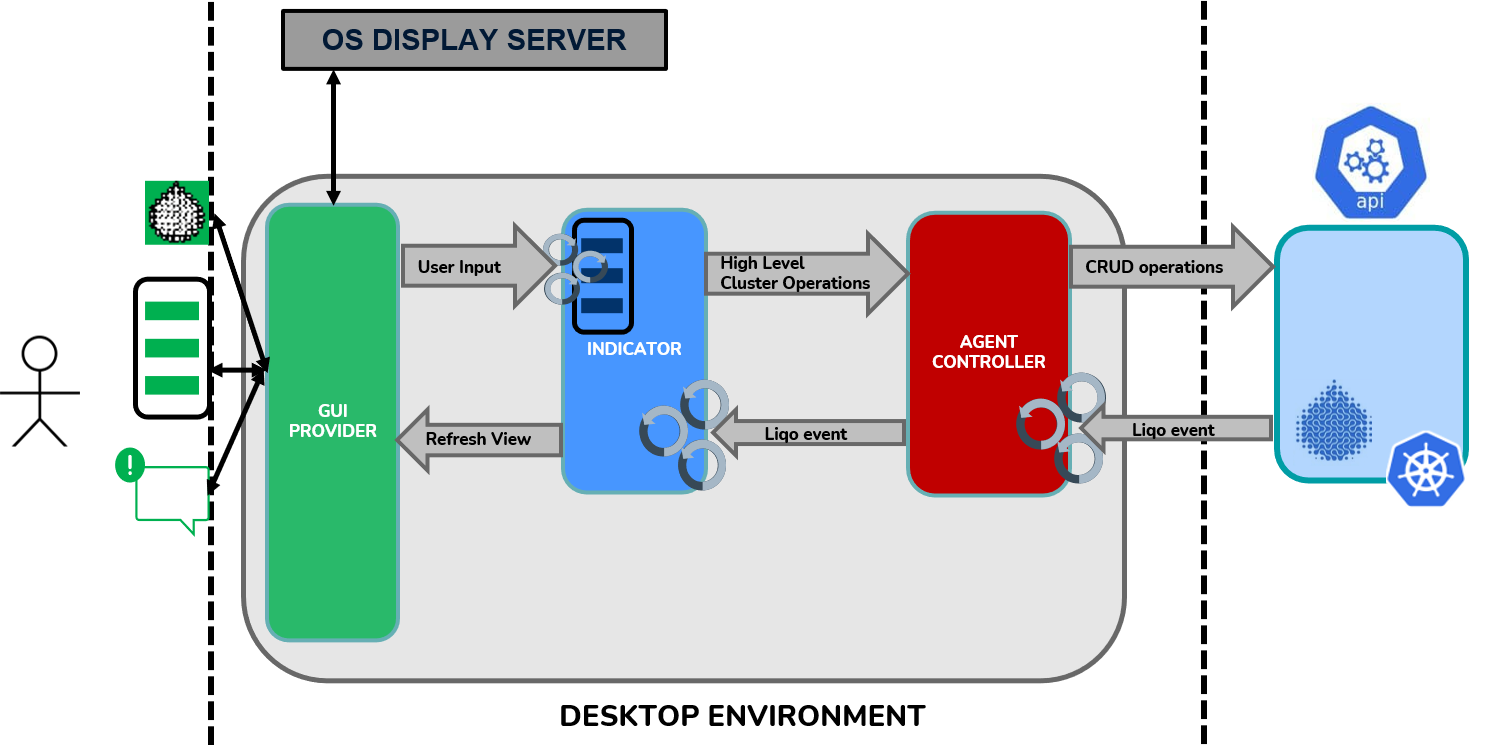 OS DISPLAY SERVER
api
User Input
High Level
Cluster Operations
CRUD operations
INDICATOR
AGENT
CONTROLLER
GUI
PROVIDER
Refresh View
Liqo event
Liqo event
!
DESKTOP ENVIRONMENT